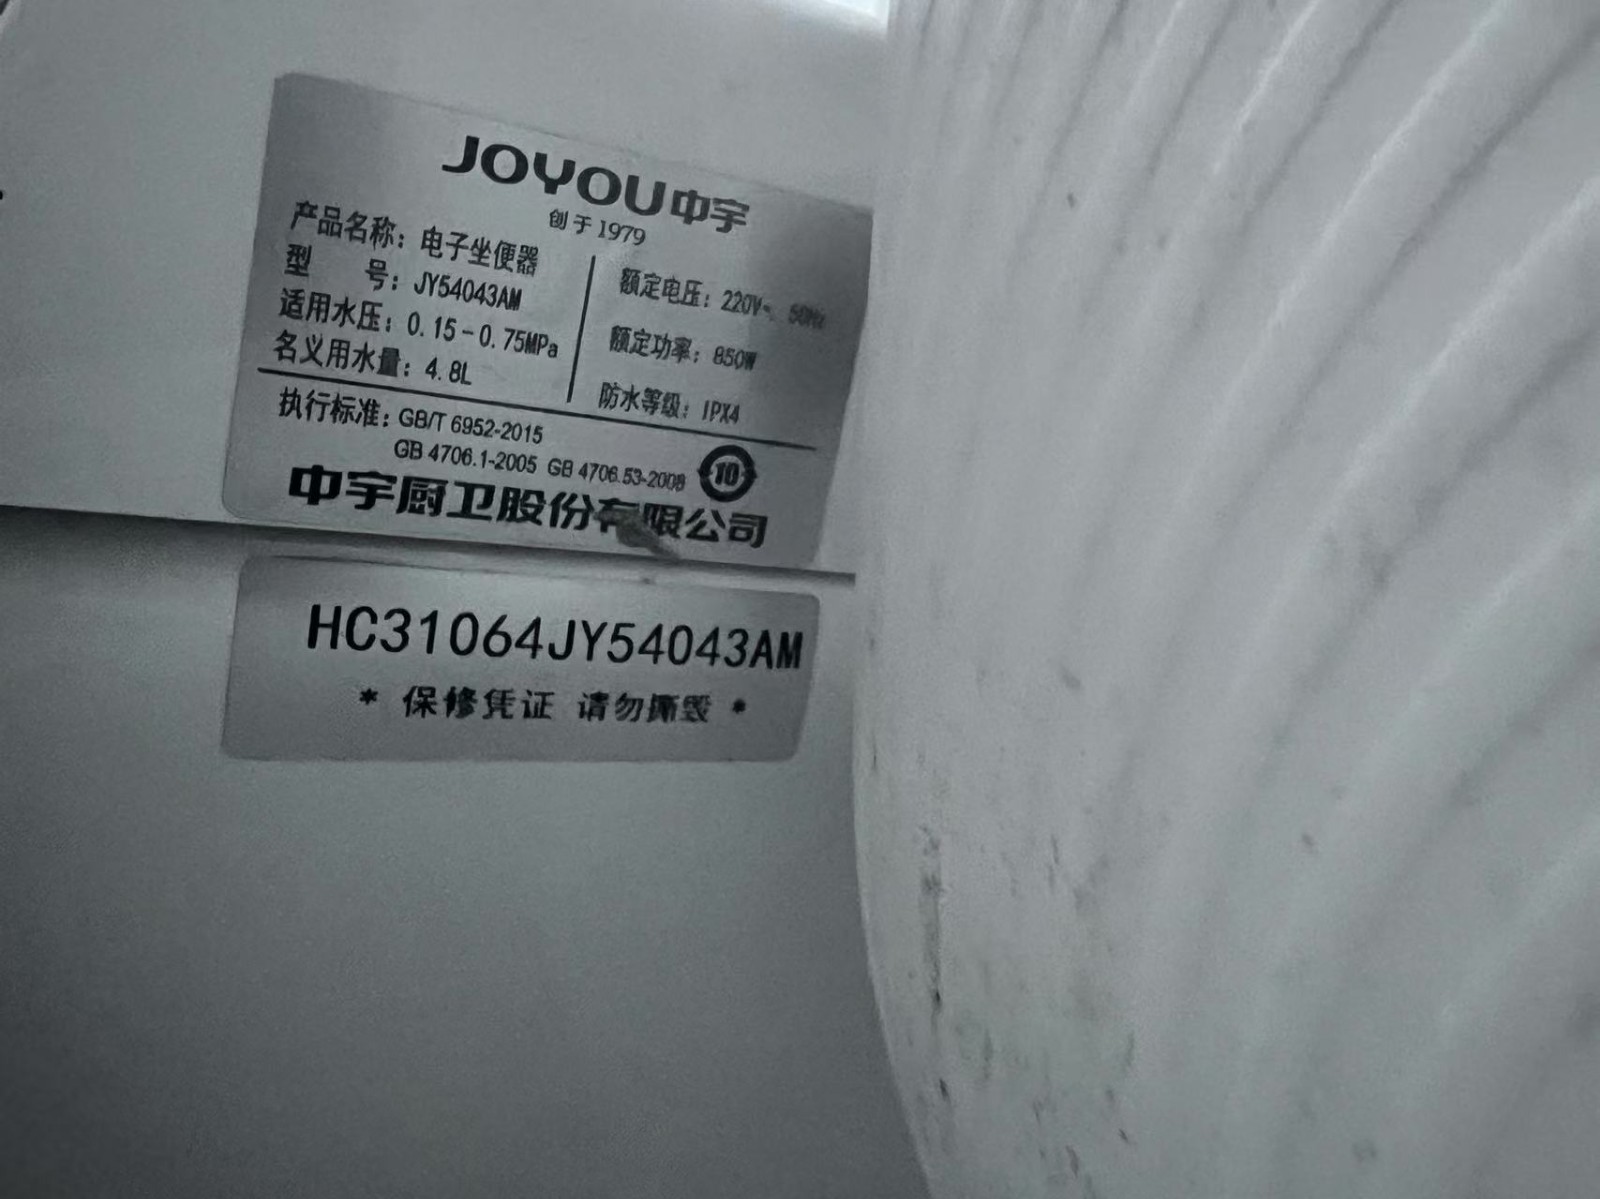 JOYOU中宇
创于1979
产品名称：电子坐便器
型 号：JY54043AM
适用水压：0.15-0.75MPa
名义用水量：4.8L
额定电压：220V~ 50Hz
额定功率：850W
防水等级：IPX4
执行标准：GB/T 6952-2015
GB 4706.1-2005 GB 4706.53-2008
10
中宇厨卫股份有限公司
HC31064JY54043AM
* 保修凭证 请勿撕毁 *